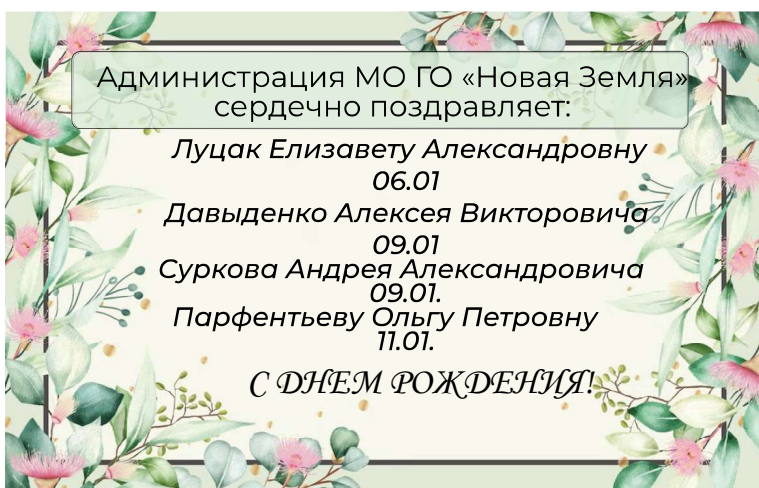 Администрация МО ГО «Новая Земля»
сердечно поздравляет:
Луцак Елизавету Александровну
06.01
Давыденко Алексея Викторовича
09.01
Суркова Андрея Александровича
09.01.
Парфентьеву Ольгу Петровну
11.01.
С ДНЕМ РОЖДЕНИЯ!